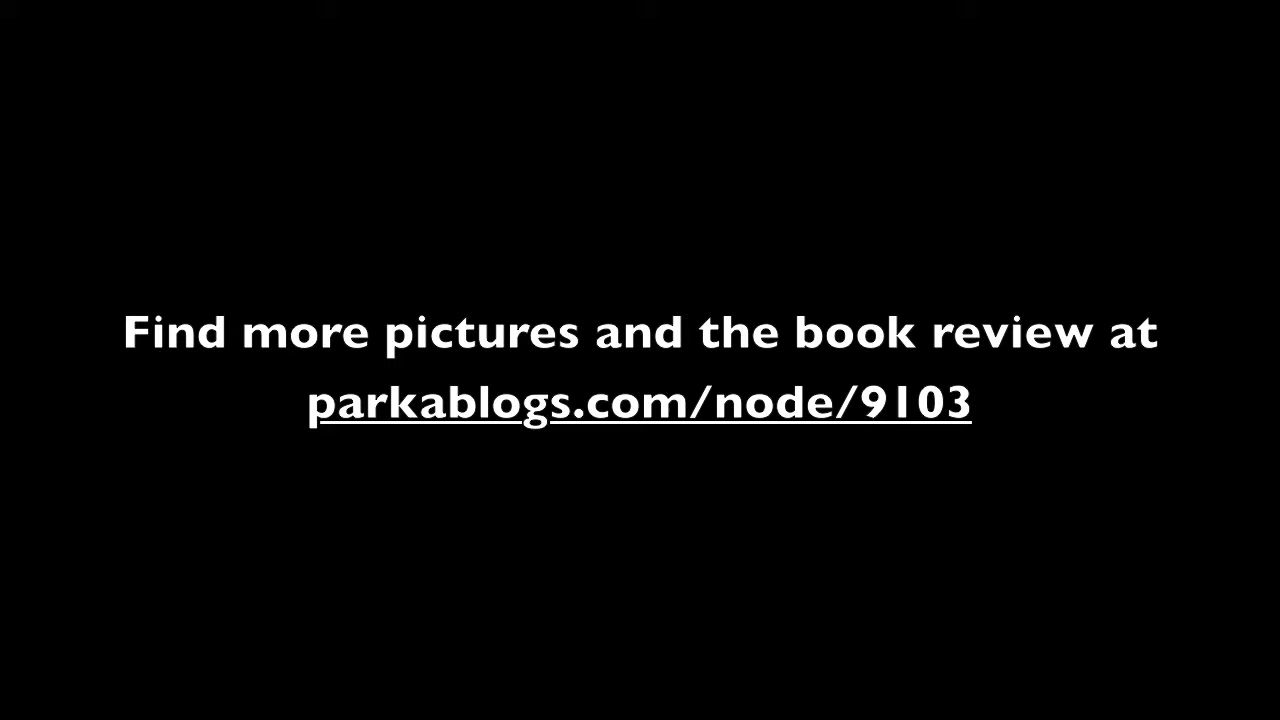 Find more pictures and the book review at
parkablogs.com/node/9103